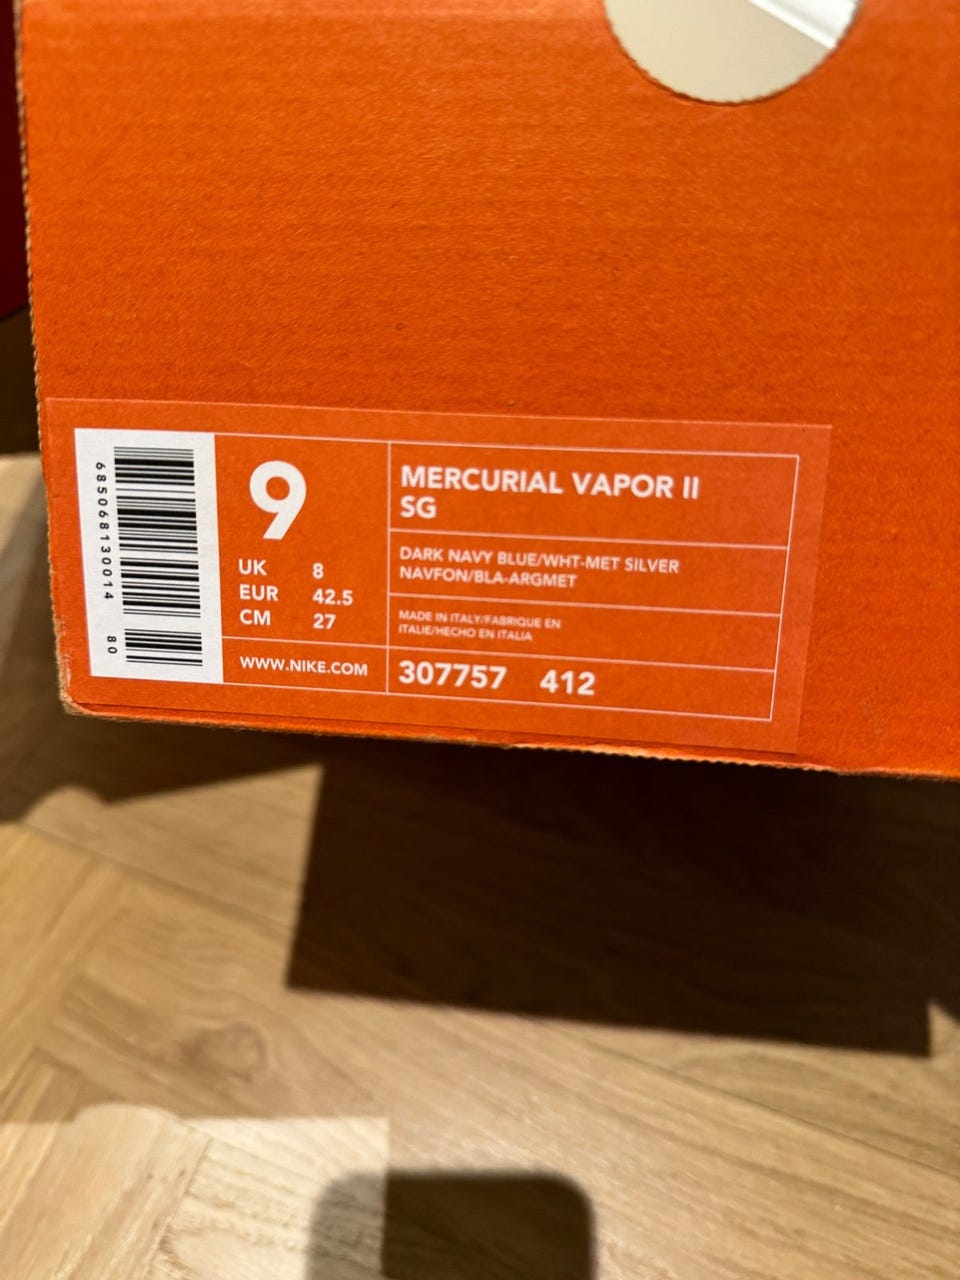 685068130014 80
9
UK 8
EUR 42.5
CM 27
WWW.NIKE.COM
MERCURIAL VAPOR II
SG
DARK NAVY BLUE/WHT-MET SILVER
NAVFON/BLA-ARGMET
MADE IN ITALY/FABRIQUE EN
ITALIE/HECHO EN ITALIA
307757 412